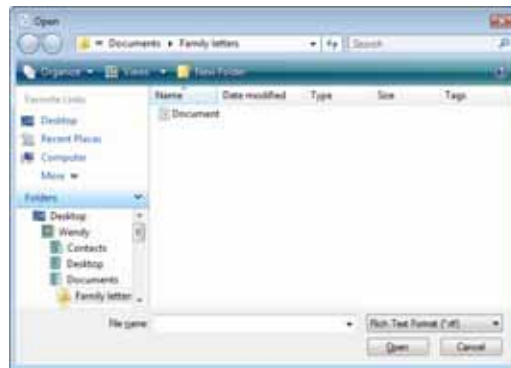 Open
Documents ▸ Family letters
Search
Organize
Views
New Folder
Favorite Links
Desktop
Recent Places
Computer
More
Folders
Desktop
Wendy
Contacts
Desktop
Documents
Family letter
Name Date modified Type Size Tags
Document
File name
Rich Text Format (*.rtf)
Open Cancel